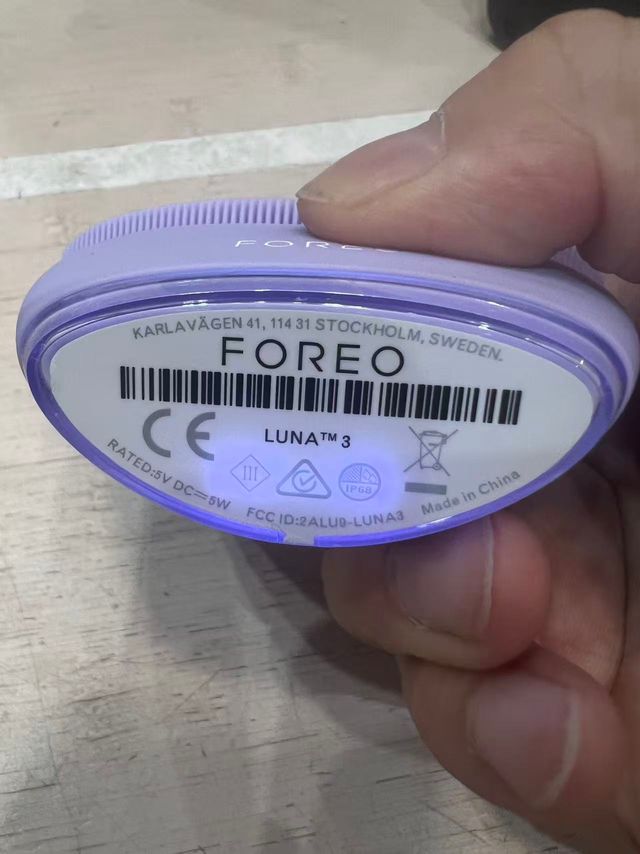 FOREO
KARLAVÄGEN 41, 114 31 STOCKHOLM, SWEDEN.
FOREO
CE
LUNA™ 3
III
IP68
RATED:5V DC⎓5W
FCC ID:2ALU9-LUNA3
Made in China